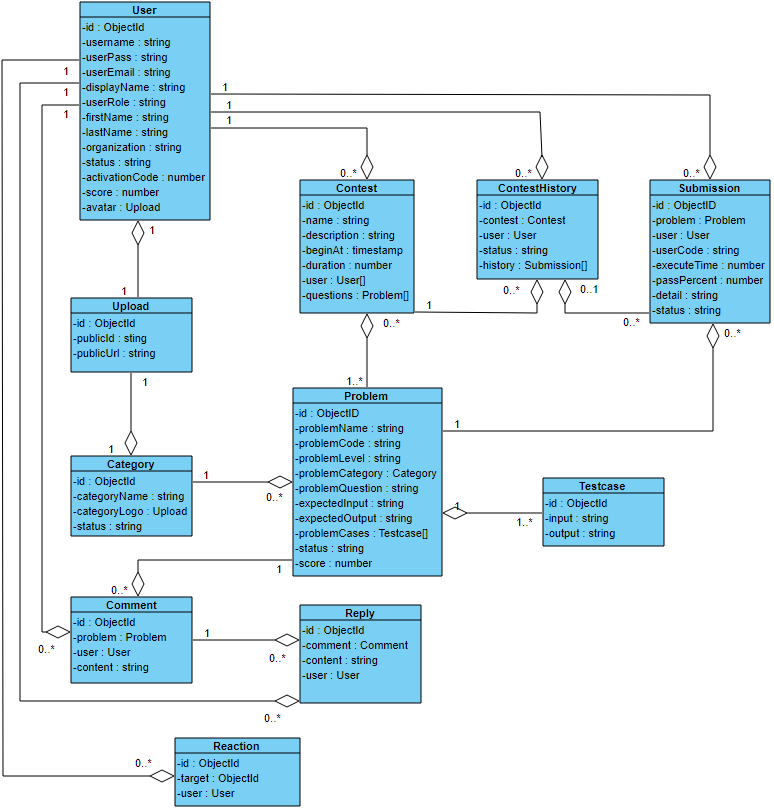 User
-id : ObjectId
-username : string
-userPass : string
-userEmail : string
-displayName : string
-userRole : string
-firstName : string
-lastName : string
-organization : string
-status : string
-activationCode : number
-score : number
-avatar : Upload
1
1
1
1
1
1
0..*
0..*
0..*
Contest
-id : ObjectId
-name : string
-description : string
-beginAt : timestamp
-duration : number
-user : User[]
-questions : Problem[]
ContestHistory
-id : ObjectId
-contest : Contest
-user : User
-status : string
-history : Submission[]
Submission
-id : ObjectID
-problem : Problem
-user : User
-userCode : string
-executeTime : number
-passPercent : number
-detail : string
-status : string
1
1
Upload
-id : ObjectId
-publicId : sting
-publicUrl : string
1
0..*
0..1
0..*
0..*
0..*
1
1..*
Problem
-id : ObjectID
-problemName : string
-problemCode : string
-problemLevel : string
-problemCategory : Category
-problemQuestion : string
-expectedInput : string
-expectedOutput : string
-problemCases : Testcase[]
-status : string
-score : number
1
1
Category
-id : ObjectId
-categoryName : string
-categoryLogo : Upload
-status : string
1
0..*
1
1..*
Testcase
-id : ObjectId
-input : string
-output : string
1
0..*
Comment
-id : ObjectId
-problem : Problem
-user : User
-content : string
0..*
1
0..*
Reply
-id : ObjectId
-comment : Comment
-content : string
-user : User
0..*
0..*
Reaction
-id : ObjectId
-target : ObjectId
-user : User